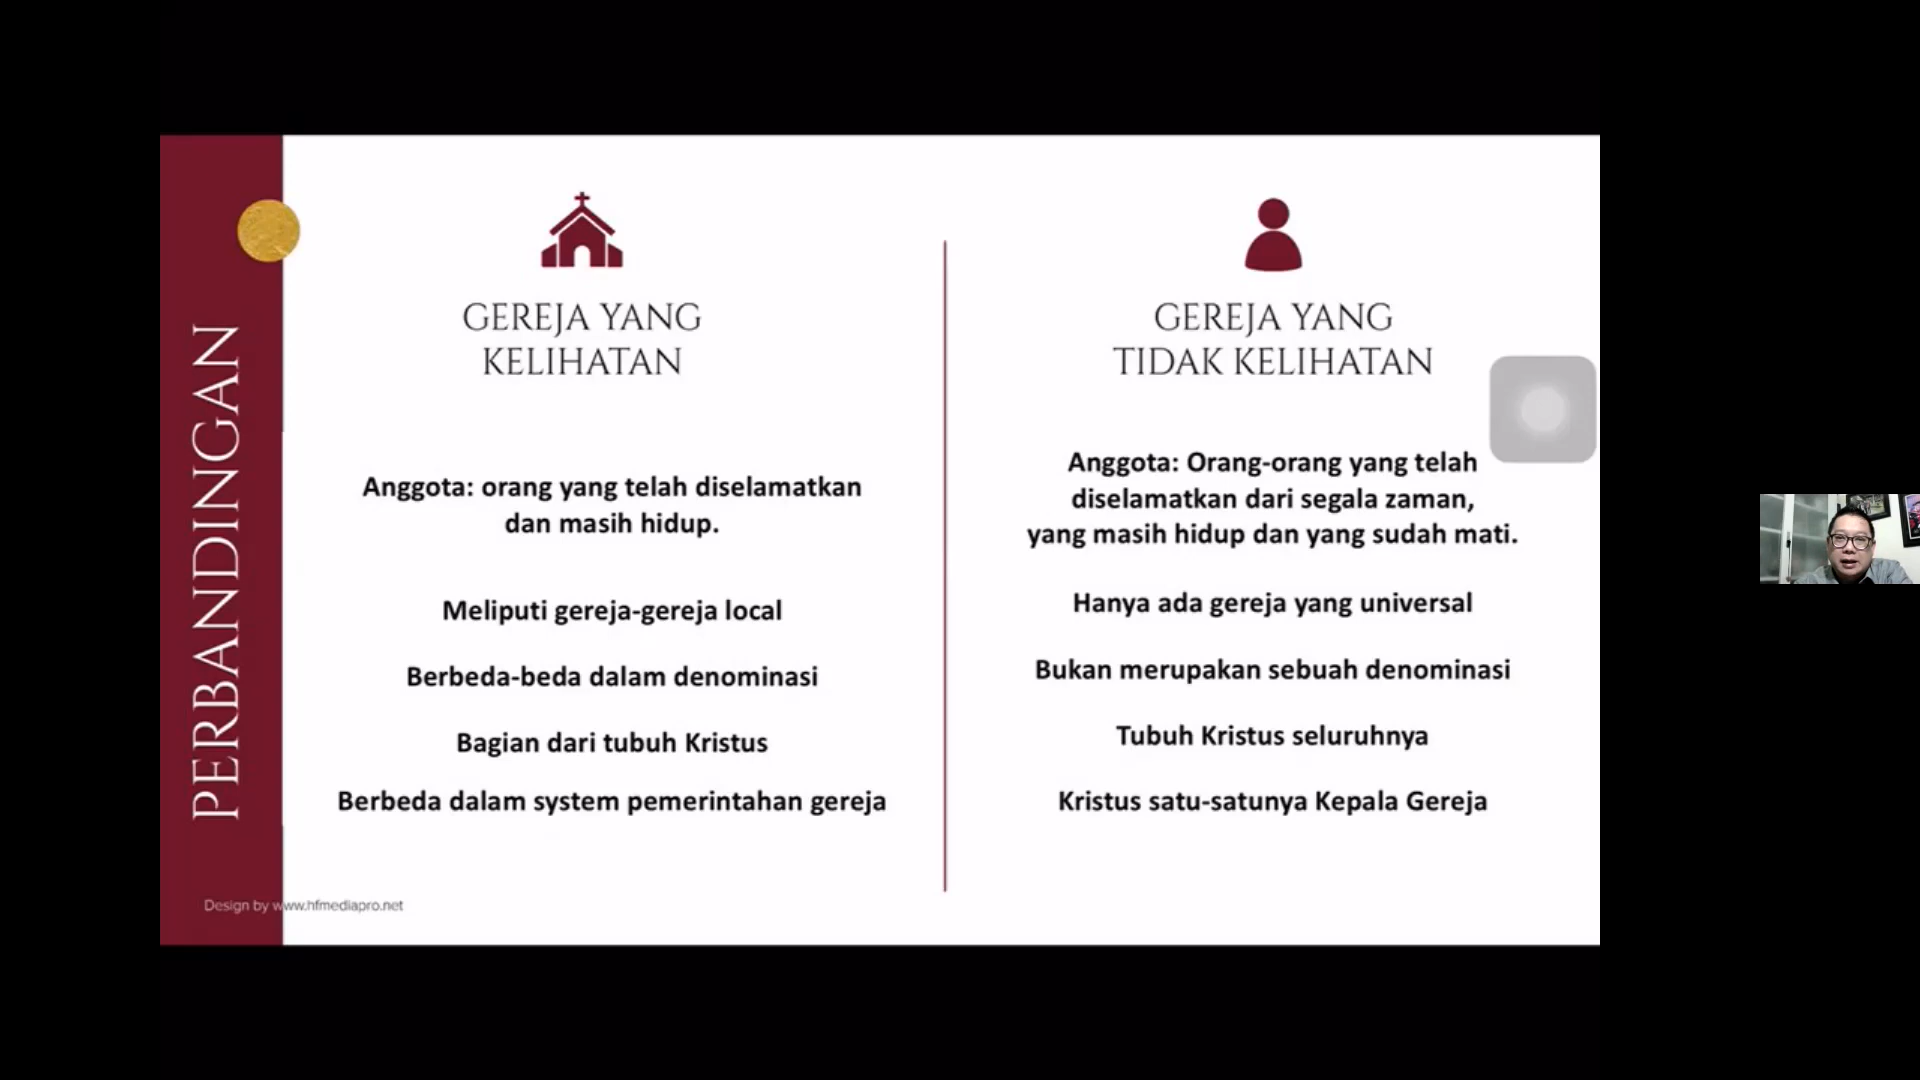 PERBANDINGAN
GEREJA YANG
KELIHATAN
Anggota: orang yang telah diselamatkan
dan masih hidup.
Meliputi gereja-gereja local
Berbeda-beda dalam denominasi
Bagian dari tubuh Kristus
Berbeda dalam system pemerintahan gereja
GEREJA YANG
TIDAK KELIHATAN
Anggota: Orang-orang yang telah
diselamatkan dari segala zaman,
yang masih hidup dan yang sudah mati.
Hanya ada gereja yang universal
Bukan merupakan sebuah denominasi
Tubuh Kristus seluruhnya
Kristus satu-satunya Kepala Gereja
Design by www.hfmediapro.net